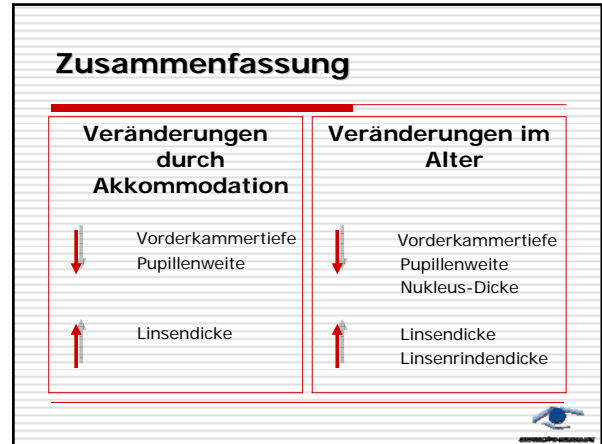 Zusammenfassung
Veränderungen
durch
Akkommodation
Vorderkammertiefe
Pupillenweite
Linsendicke
Veränderungen im
Alter
Vorderkammertiefe
Pupillenweite
Nukleus-Dicke
Linsendicke
Linsenrindendicke